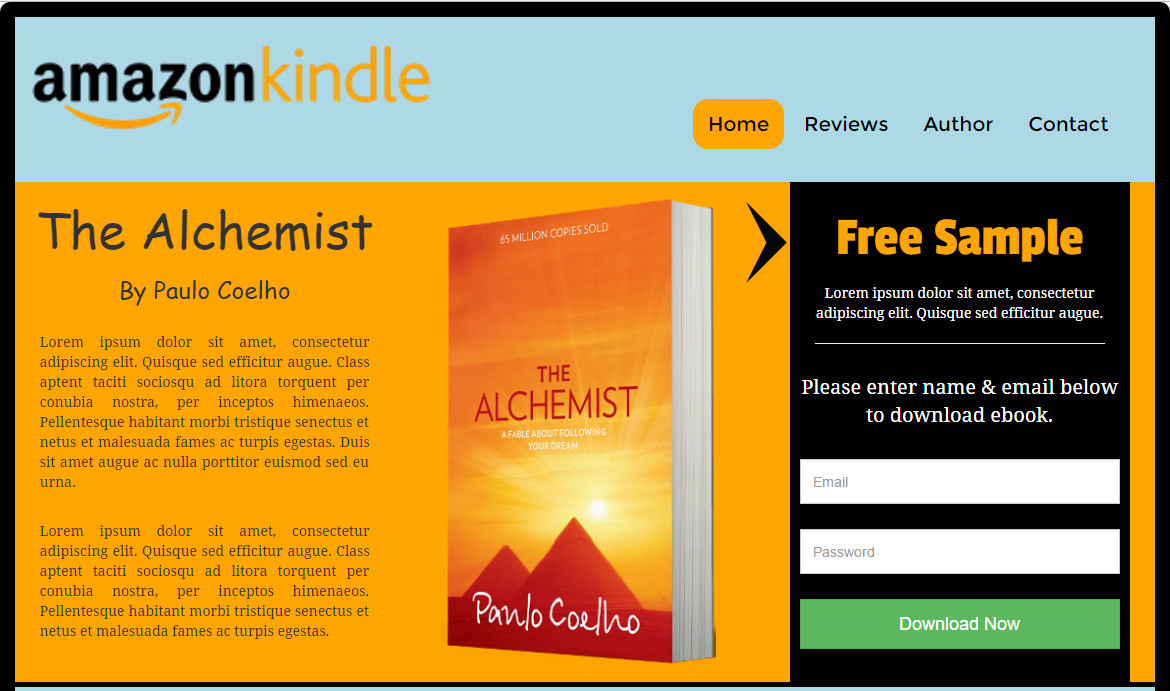 amazonkindle
Home Reviews Author Contact
The Alchemist
By Paulo Coelho
Lorem ipsum dolor sit amet, consectetur
adipiscing elit. Quisque sed efficitur augue. Class
aptent taciti sociosqu ad litora torquent per
conubia nostra, per inceptos himenaeos.
Pellentesque habitant morbi tristique senectus et
netus et malesuada fames ac turpis egestas. Duis
sit amet augue ac nulla porttitor euismod sed eu
urna.
Lorem ipsum dolor sit amet, consectetur
adipiscing elit. Quisque sed efficitur augue. Class
aptent taciti sociosqu ad litora torquent per
conubia nostra, per inceptos himenaeos.
Pellentesque habitant morbi tristique senectus et
netus et malesuada fames ac turpis egestas.
65 MILLION COPIES SOLD
THE
ALCHEMIST
A FABLE ABOUT FOLLOWING
YOUR DREAM
Paulo Coelho
Free Sample
Lorem ipsum dolor sit amet, consectetur
adipiscing elit. Quisque sed efficitur augue.
Please enter name & email below
to download ebook.
Email
Password
Download Now